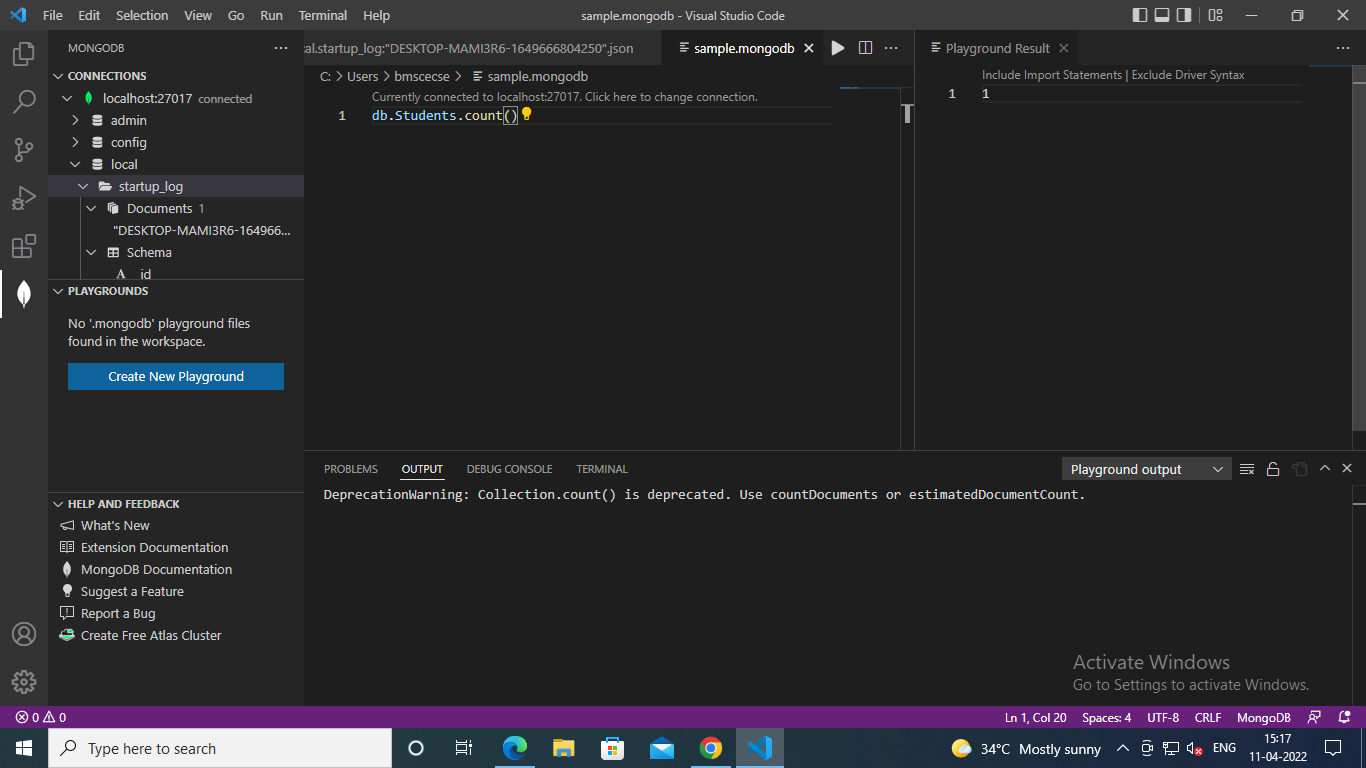 File Edit Selection View Go Run Terminal Help
sample.mongodb - Visual Studio Code
MONGODB
CONNECTIONS
localhost:27017 connected
admin
config
local
startup_log
Documents 1
"DESKTOP-MAMI3R6-164966...
Schema
_id
PLAYGROUNDS
No '.mongodb' playground files
found in the workspace.
Create New Playground
HELP AND FEEDBACK
What's New
Extension Documentation
MongoDB Documentation
Suggest a Feature
Report a Bug
Create Free Atlas Cluster
cal.startup_log:"DESKTOP-MAMI3R6-1649666804250".json
sample.mongodb
C: > Users > bmscecse > sample.mongodb
Currently connected to localhost:27017. Click here to change connection.
1 db.Students.count()
Playground Result
Include Import Statements | Exclude Driver Syntax
1 1
PROBLEMS OUTPUT DEBUG CONSOLE TERMINAL
Playground output
DeprecationWarning: Collection.count() is deprecated. Use countDocuments or estimatedDocumentCount.
Activate Windows
Go to Settings to activate Windows.
0 0
Ln 1, Col 20 Spaces: 4 UTF-8 CRLF MongoDB
Type here to search
34°C Mostly sunny
ENG
15:17
11-04-2022